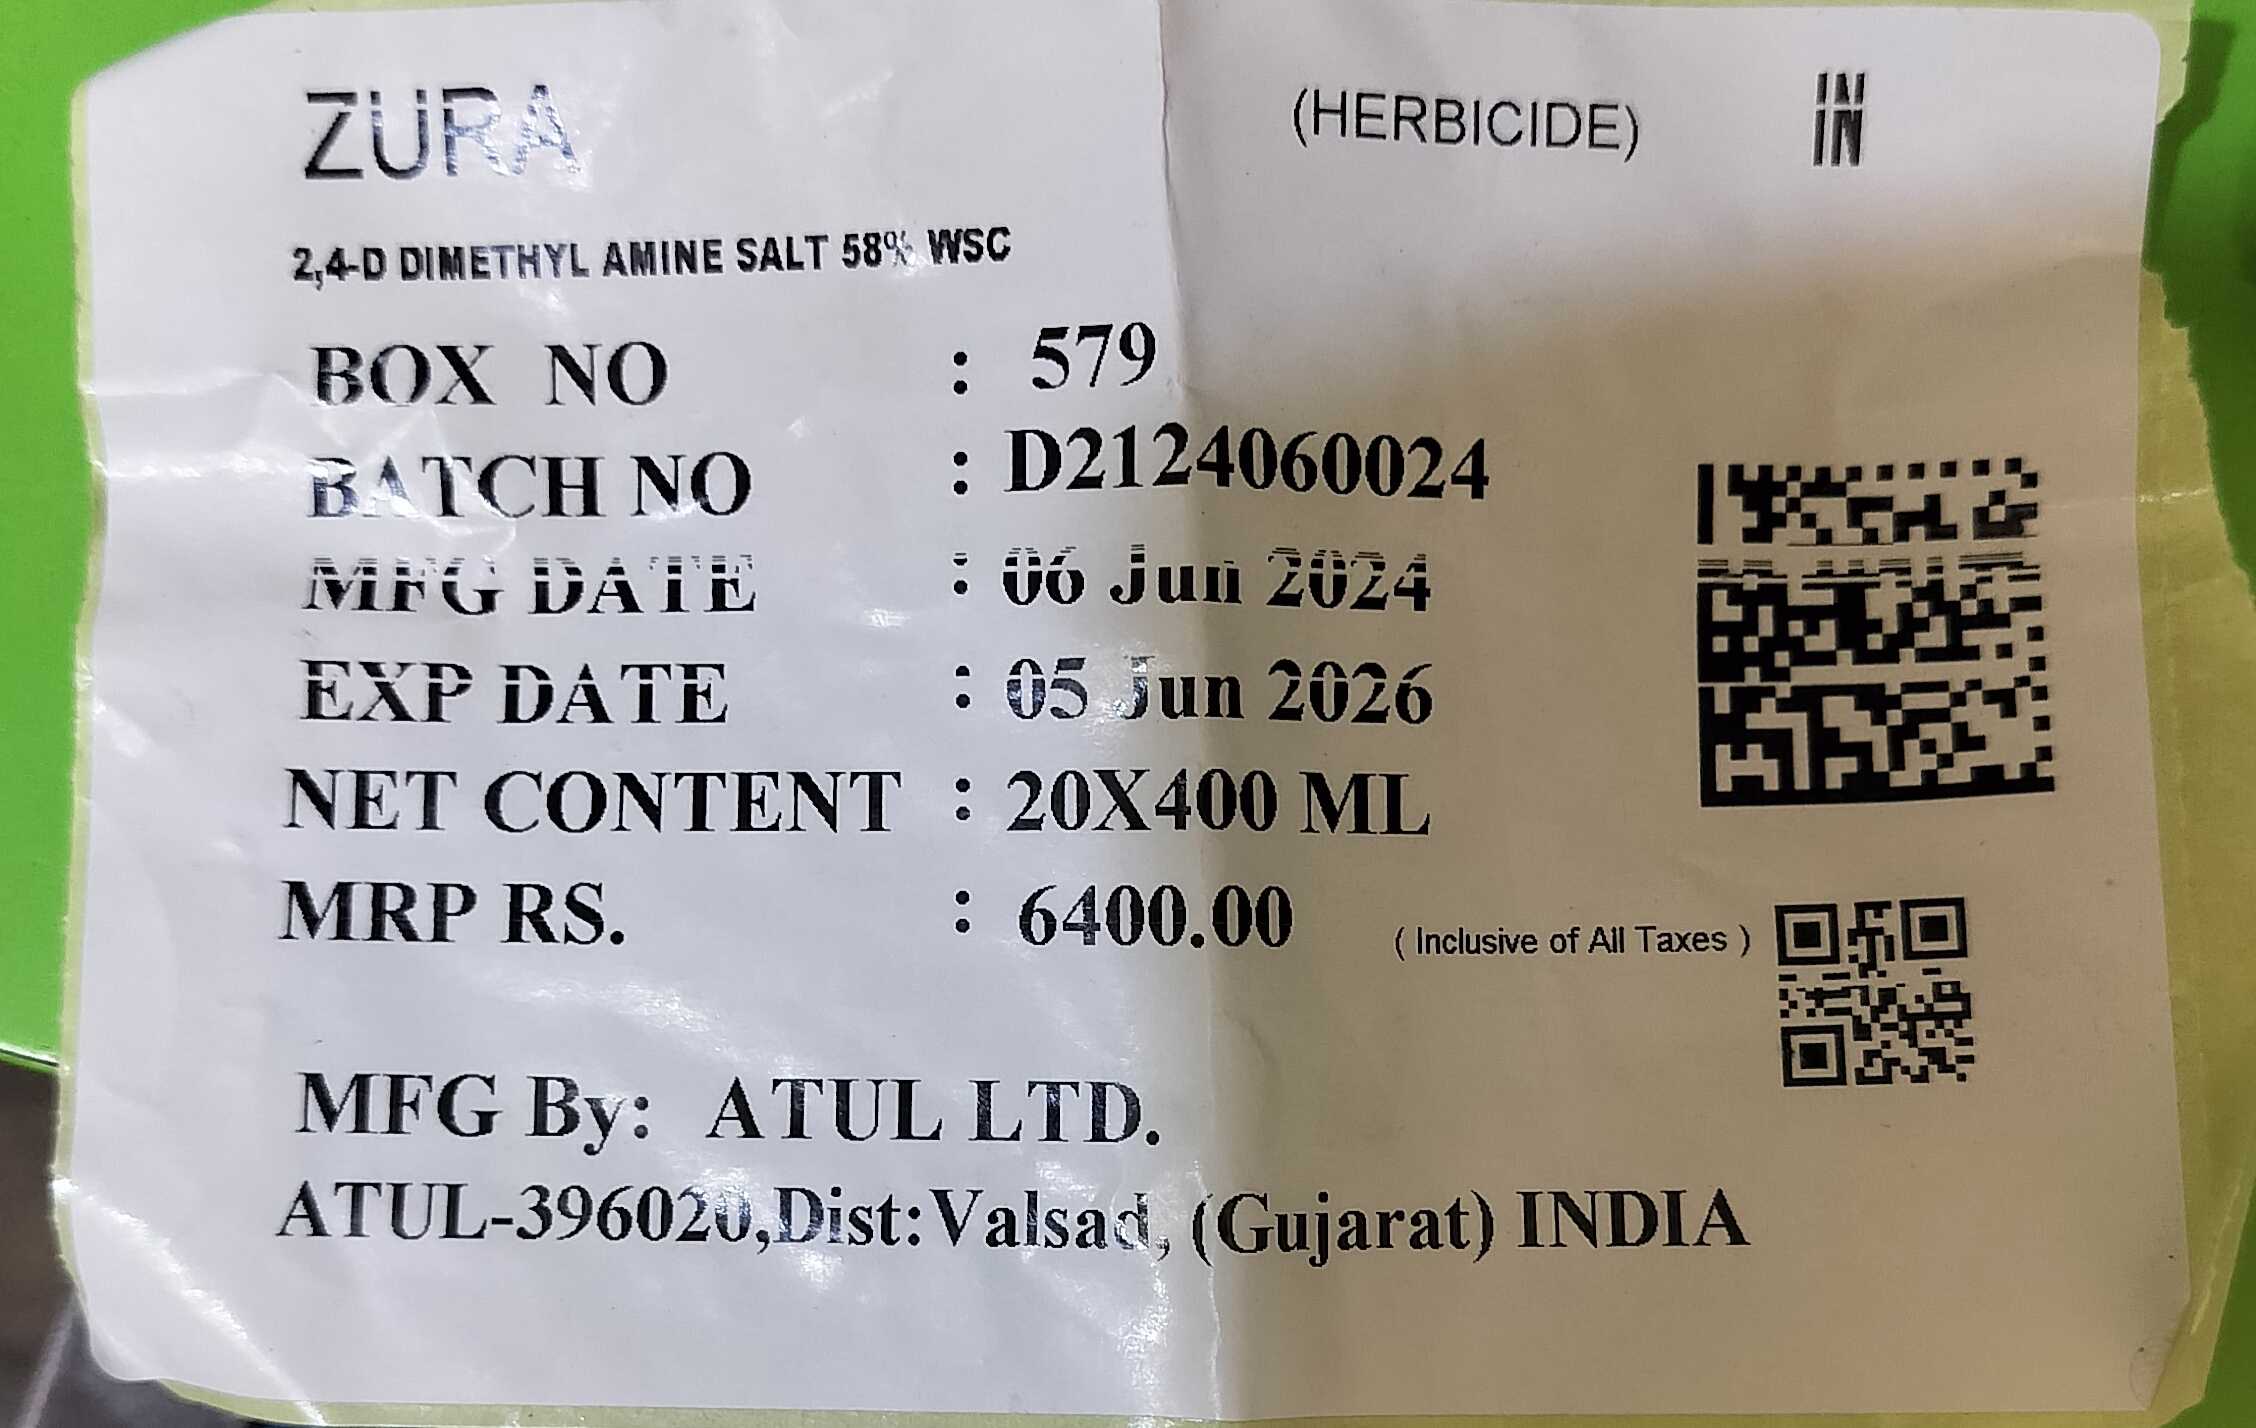 ZURA (HERBICIDE) IN
2,4-D DIMETHYL AMINE SALT 58% WSC
BOX NO : 579
BATCH NO : D2124060024
MFG DATE : 06 Jun 2024
EXP DATE : 05 Jun 2026
NET CONTENT : 20X400 ML
MRP RS. : 6400.00 ( Inclusive of All Taxes )
MFG By: ATUL LTD.
ATUL-396020,Dist:Valsad, (Gujarat) INDIA